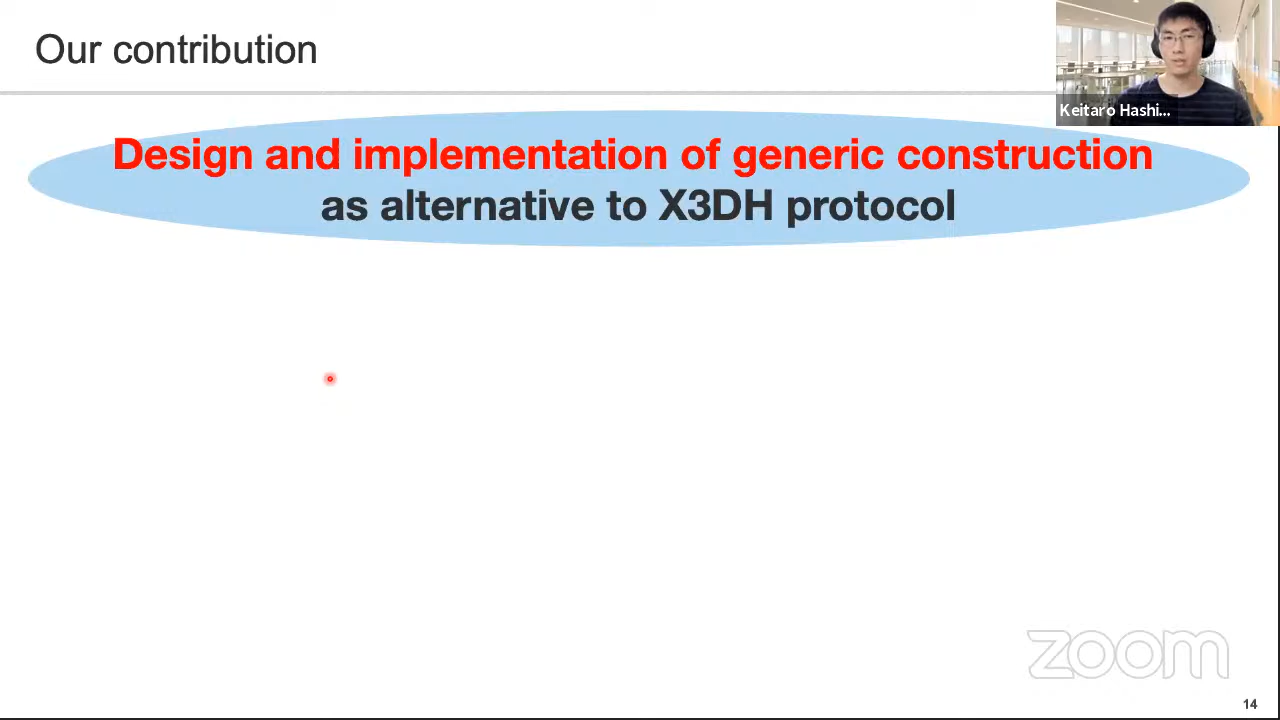 Our contribution
Keitaro Hashi...
Design and implementation of generic construction
as alternative to X3DH protocol
zoom
14